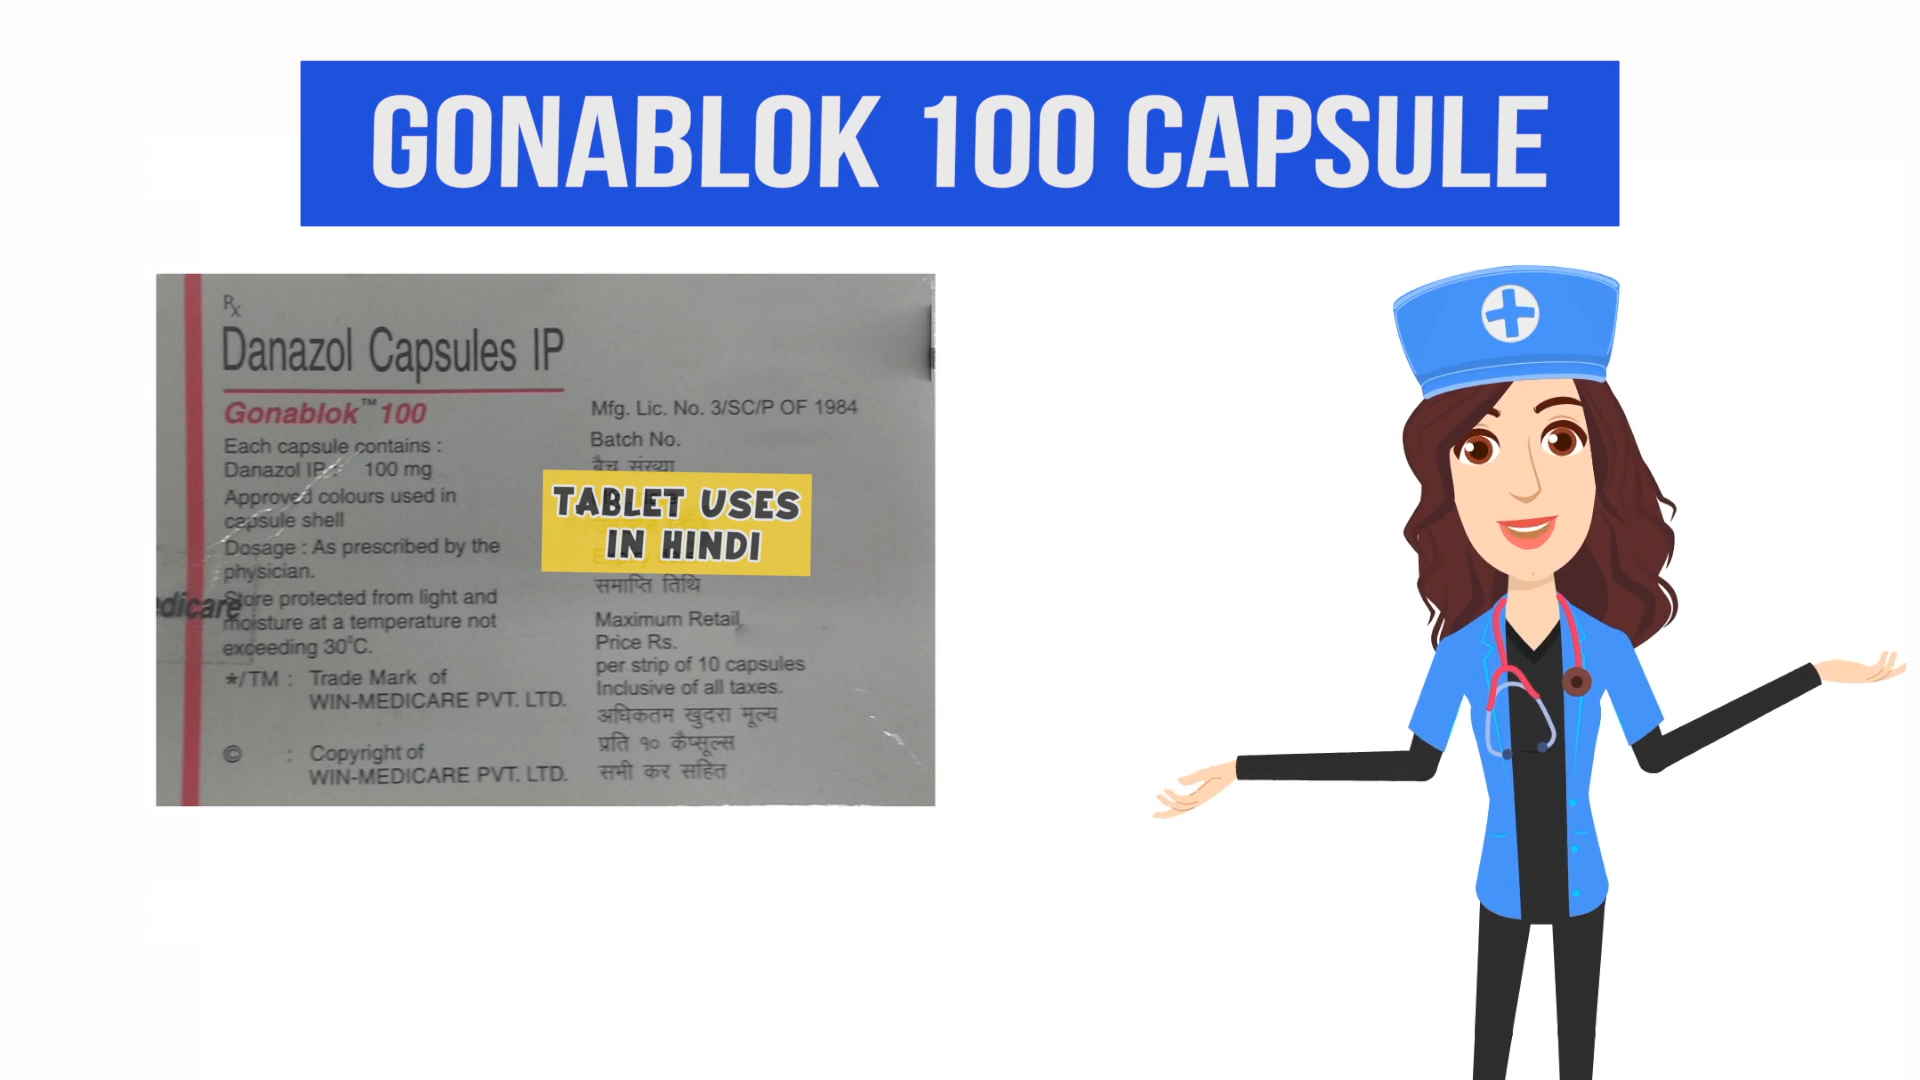 GONABLOK 100 CAPSULE
Rx
Danazol Capsules IP
Gonablok™100
Each capsule contains :
Danazol IP 100 mg
Approved colours used in
capsule shell
Dosage : As prescribed by the
physician.
Store protected from light and
moisture at a temperature not
exceeding 30°C.
*/TM : Trade Mark of
WIN-MEDICARE PVT. LTD.
© : Copyright of
WIN-MEDICARE PVT. LTD.
dicare
Mfg. Lic. No. 3/SC/P OF 1984
Batch No.
बैच संख्या
TABLET USES
IN HINDI
समाप्ति तिथि
Maximum Retail
Price Rs.
per strip of 10 capsules
Inclusive of all taxes.
अधिकतम खुदरा मूल्य
प्रति १० कैप्सूल्स
सभी कर सहित